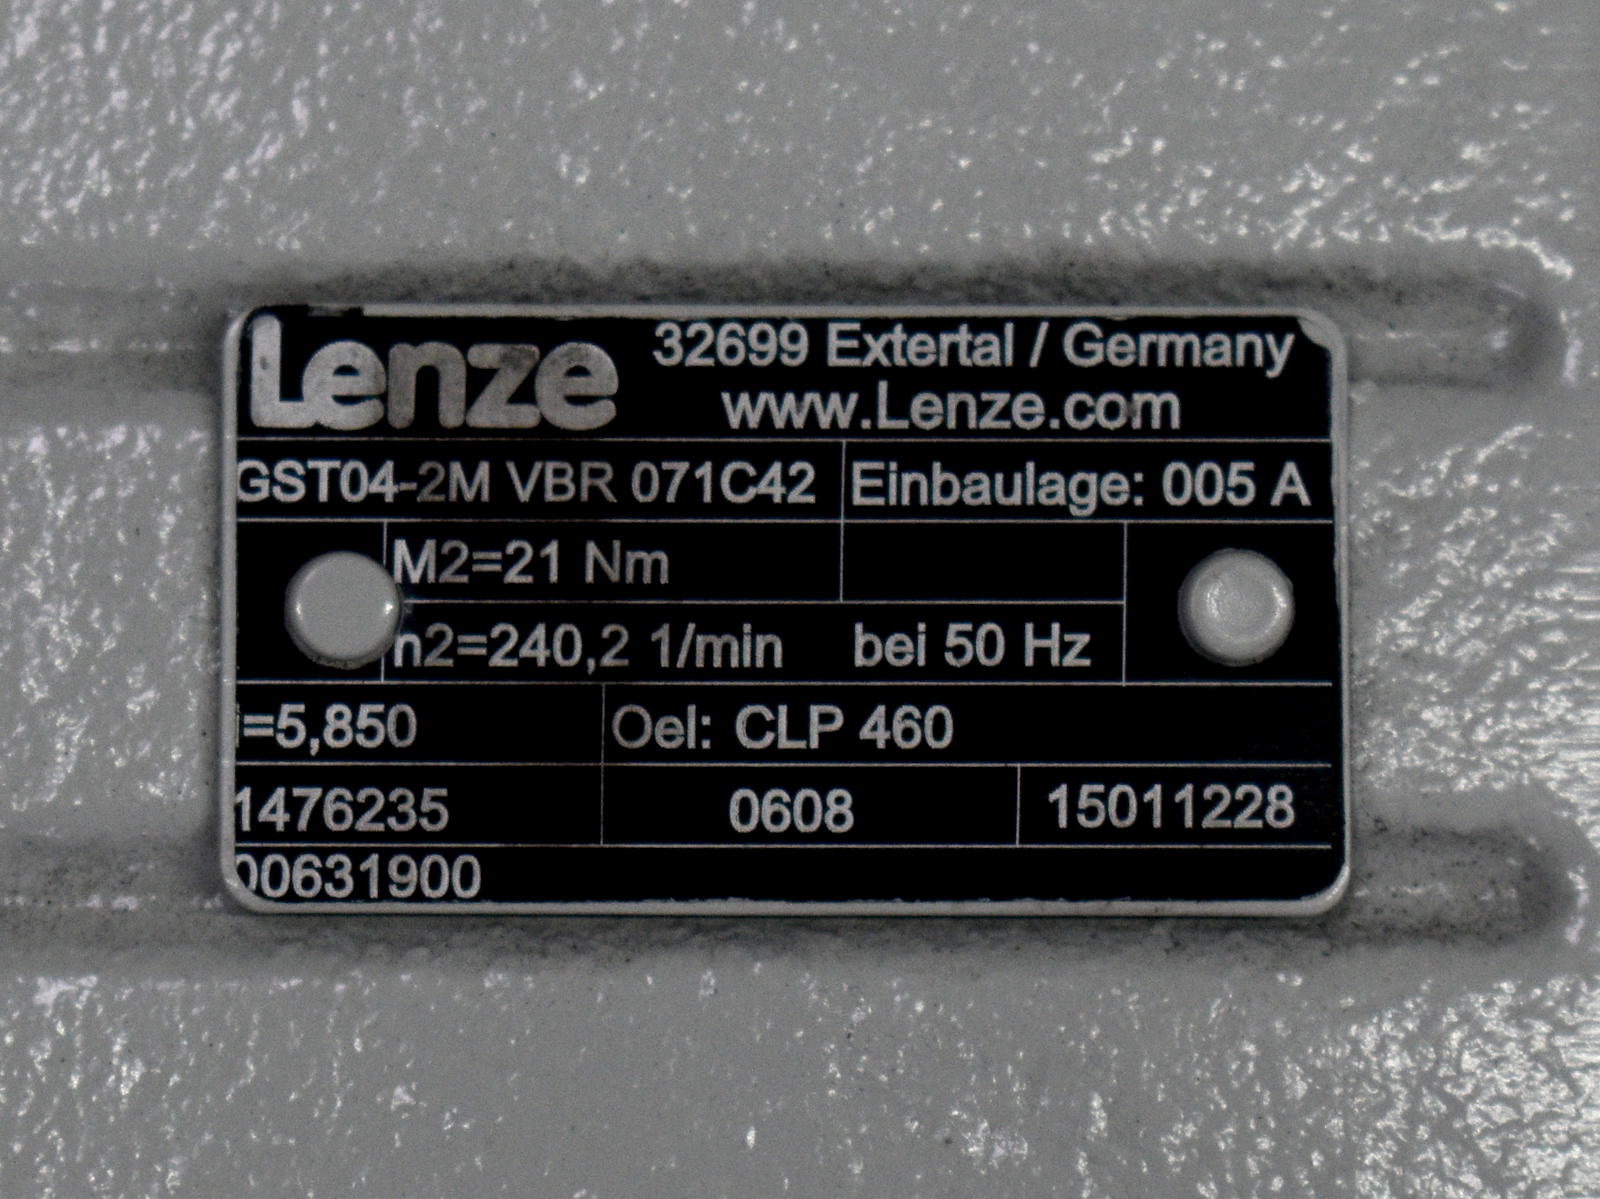 Lenze
32699 Extertal / Germany
www.Lenze.com
GST04-2M VBR 071C42
Einbaulage: 005 A
M2=21 Nm
n2=240,2 1/min bei 50 Hz
i=5,850
Oel: CLP 460
1476235
0608
15011228
00631900